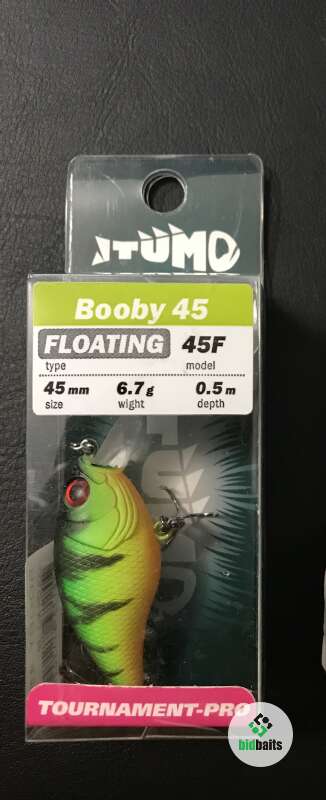 JTUMO
Booby 45
FLOATING 45F
type model
45 mm 6.7 g 0.5 m
size wight depth
TOURNAMENT-PRO
bidbaits